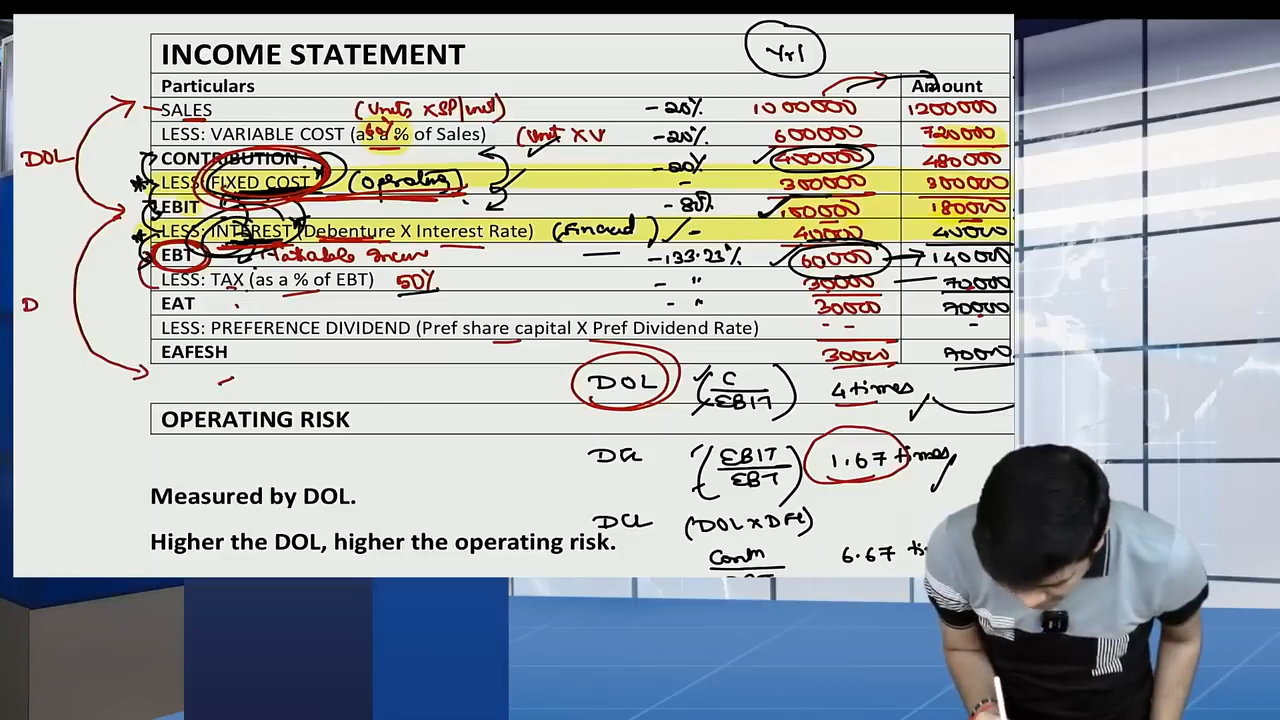 Yr1
INCOME STATEMENT
Particulars Amount
SALES (Units X SP/unit) -20% 1000000 1200000
LESS: VARIABLE COST (as a % of Sales) 60% (Unit X V -20% 600000 720000
CONTRIBUTION -20% 400000 480000
LESS: FIXED COST (operating) - 300000 300000
EBIT -80% 100000 180000
LESS: INTEREST (Debenture X Interest Rate) (Financial) - 40000 40000
EBT Taxable Income -133.33% 60000 140000
LESS: TAX (as a % of EBT) 50% - " 30000 70000
EAT - " 30000 70000
LESS: PREFERENCE DIVIDEND (Pref share capital X Pref Dividend Rate) - - -
EAFESH 30000 70000
DOL
D
DOL (C/EBIT) 4 times
OPERATING RISK
DFL (EBIT/EBT) 1.67 times
Measured by DOL.
DCL (DOL X DFL)
Higher the DOL, higher the operating risk.
Contn 6.67